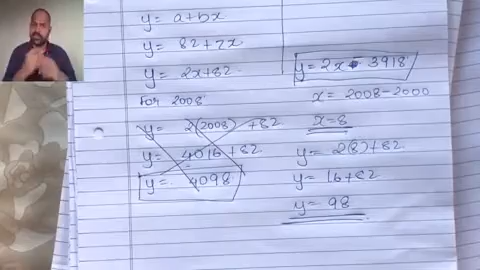 y = a+bx
y = 82+2x
y = 2x+82
For 2008
y = 2(2008) +82
y = 4016+82
y = 4098
y = 2x - 3918
x = 2008-2000
x = 8
y = 2(8)+82
y = 16+82
y = 98